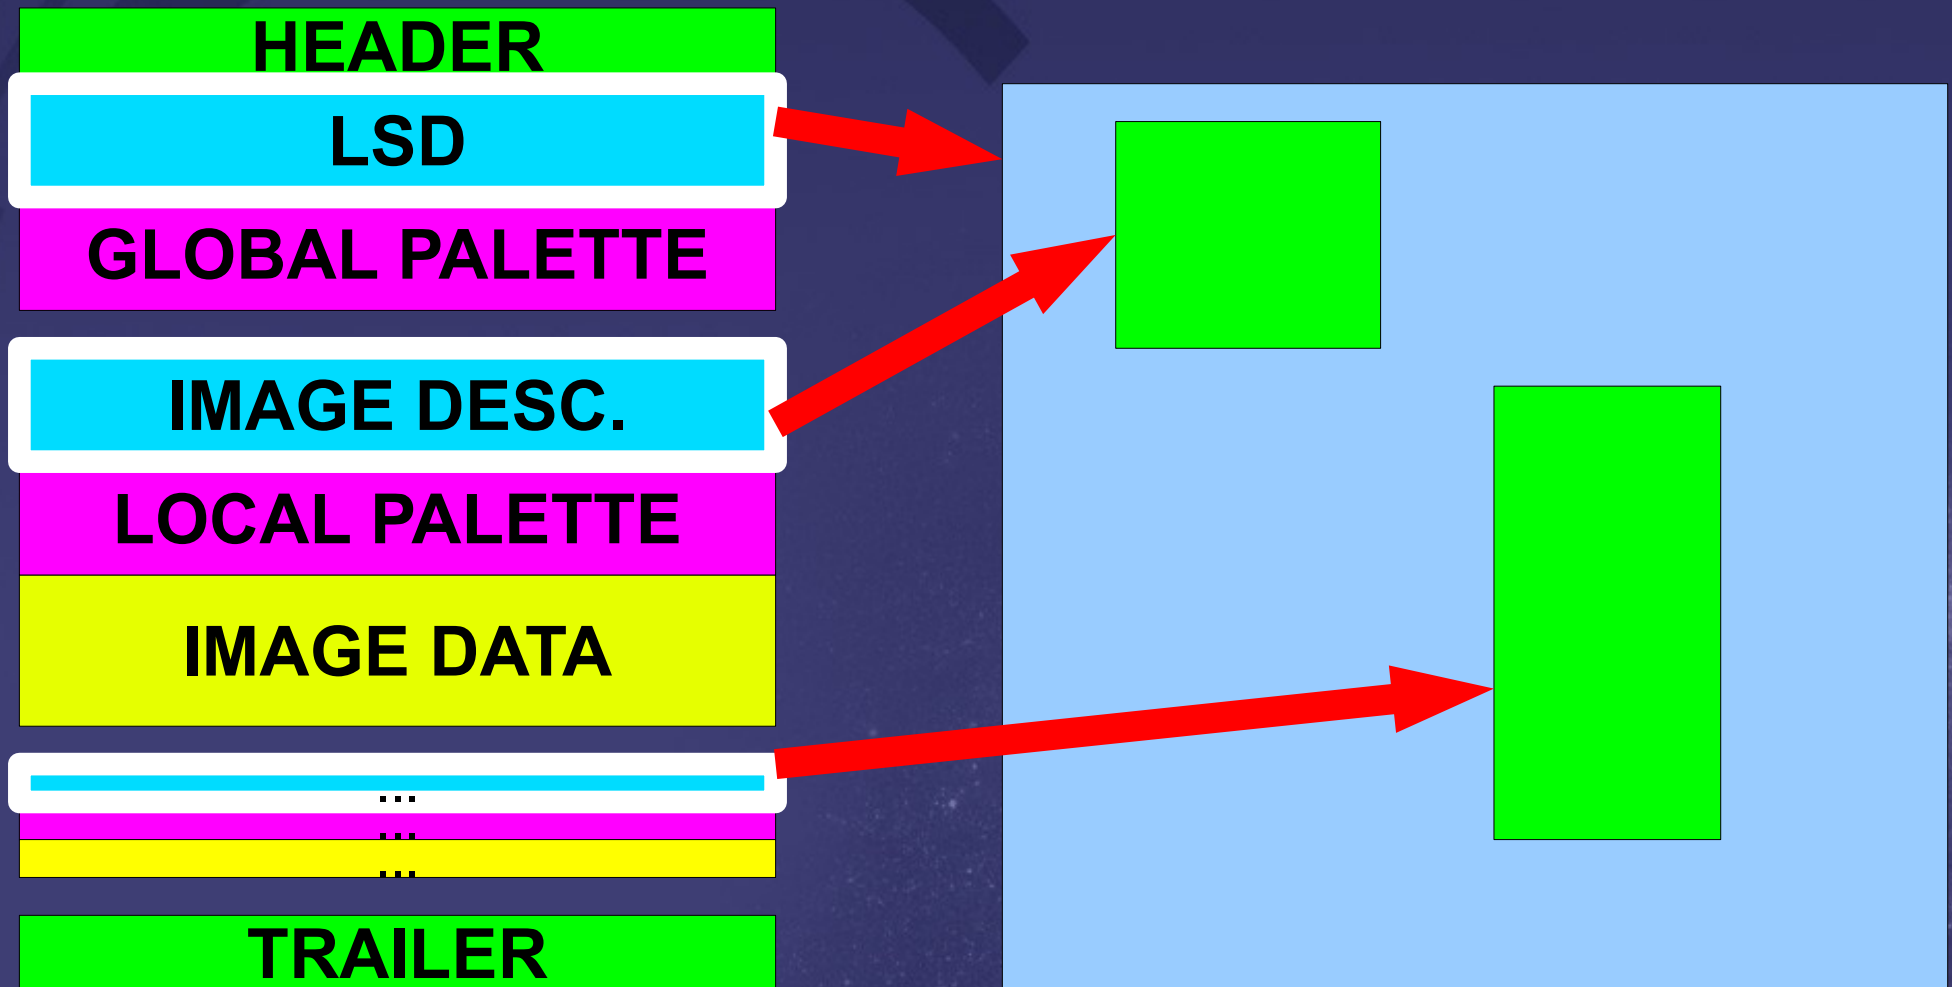 HEADER
LSD
GLOBAL PALETTE
IMAGE DESC.
LOCAL PALETTE
IMAGE DATA
...
...
...
TRAILER